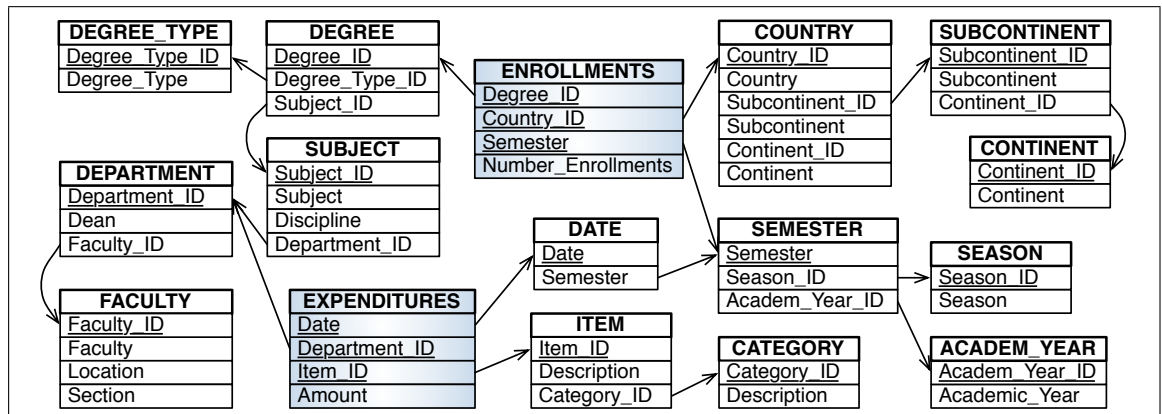 DEGREE_TYPE
Degree_Type_ID
Degree_Type
DEGREE
Degree_ID
Degree_Type_ID
Subject_ID
ENROLLMENTS
Degree_ID
Country_ID
Semester
Number_Enrollments
COUNTRY
Country_ID
Country
Subcontinent_ID
Subcontinent
Continent_ID
Continent
SUBCONTINENT
Subcontinent_ID
Subcontinent
Continent_ID
CONTINENT
Continent_ID
Continent
SUBJECT
Subject_ID
Subject
Discipline
Department_ID
DEPARTMENT
Department_ID
Dean
Faculty_ID
DATE
Date
Semester
SEMESTER
Semester
Season_ID
Academ_Year_ID
SEASON
Season_ID
Season
FACULTY
Faculty_ID
Faculty
Location
Section
EXPENDITURES
Date
Department_ID
Item_ID
Amount
ITEM
Item_ID
Description
Category_ID
CATEGORY
Category_ID
Description
ACADEM_YEAR
Academ_Year_ID
Academic_Year